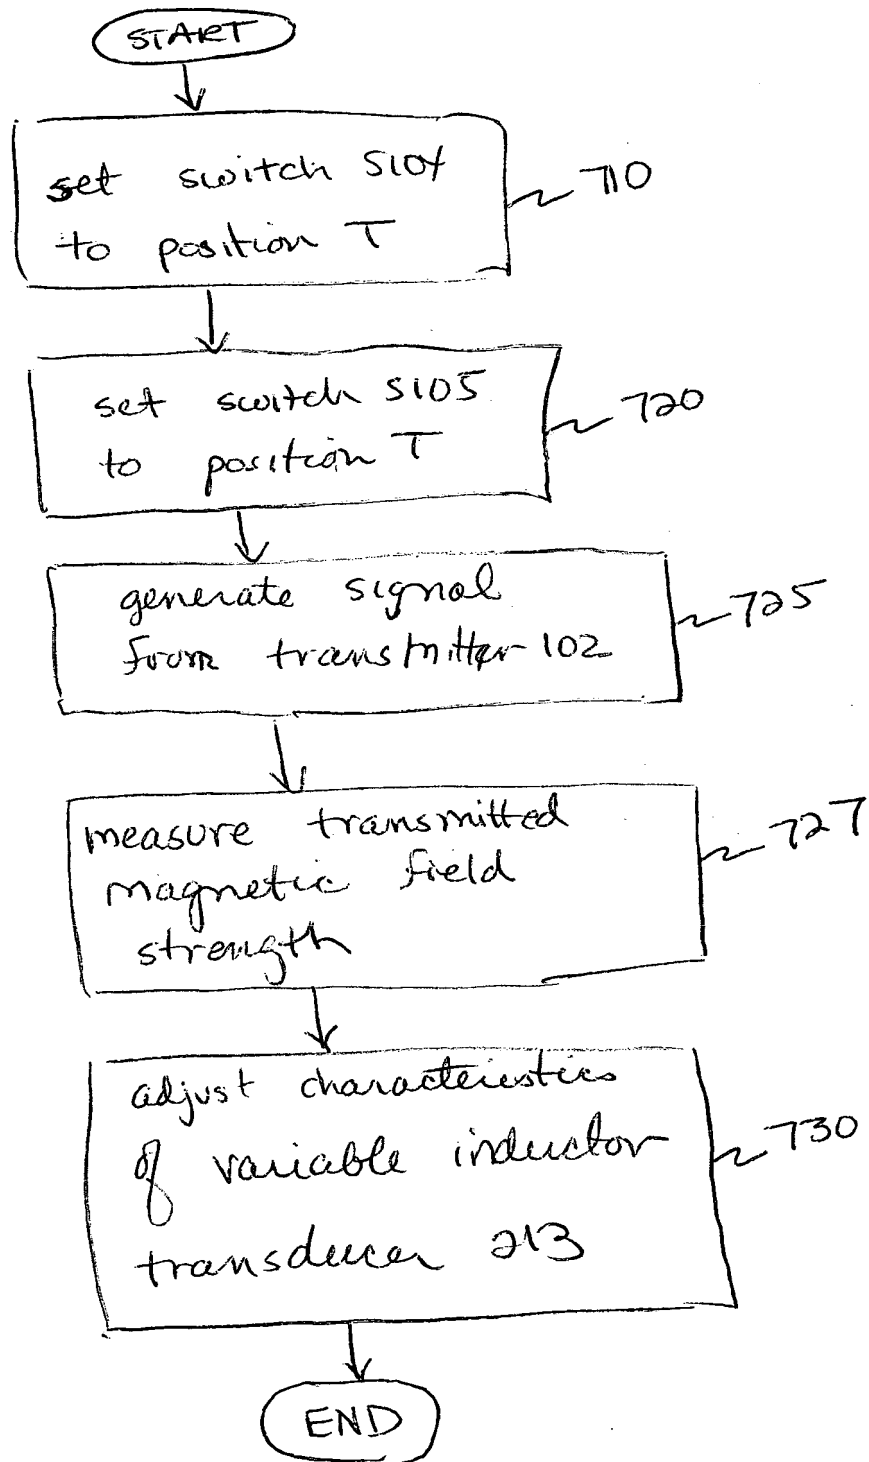 START
set switch S104
to position T
710
set switch S105
to position T
720
generate signal
from transmitter 102
725
measure transmitted
magnetic field
strength
727
adjust characteristics
of variable inductor
transducer 213
730
END